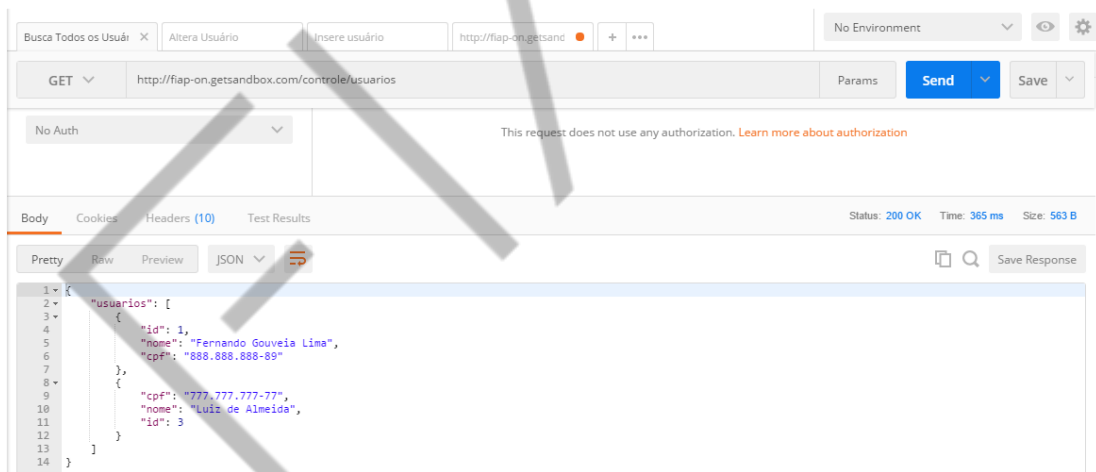 Busca Todos os Usuár
Altera Usuário
Insere usuário
http://fiap-on.getsand
No Environment
GET
http://fiap-on.getsandbox.com/controle/usuarios
Params
Send
Save
No Auth
This request does not use any authorization. Learn more about authorization
Body Cookies Headers (10) Test Results
Status: 200 OK Time: 365 ms Size: 563 B
Pretty Raw Preview JSON
Save Response
1 {
2 "usuarios": [
3 {
4 "id": 1,
5 "nome": "Fernando Gouveia Lima",
6 "cpf": "888.888.888-89"
7 },
8 {
9 "cpf": "777.777.777-77",
10 "nome": "Luiz de Almeida",
11 "id": 3
12 }
13 ]
14 }